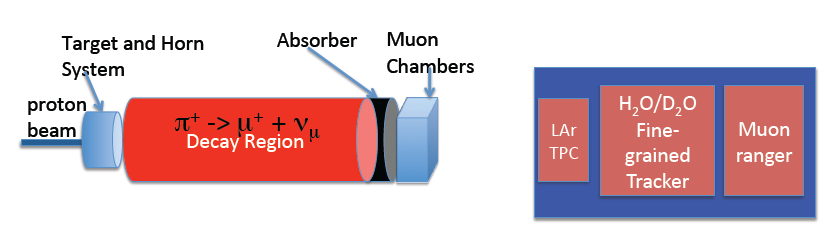 Target and Horn
System
Absorber
Muon
Chambers
proton
beam
π⁺ -> μ⁺ + ν_μ
Decay Region
LAr
TPC
H₂O/D₂O
Fine-
grained
Tracker
Muon
ranger